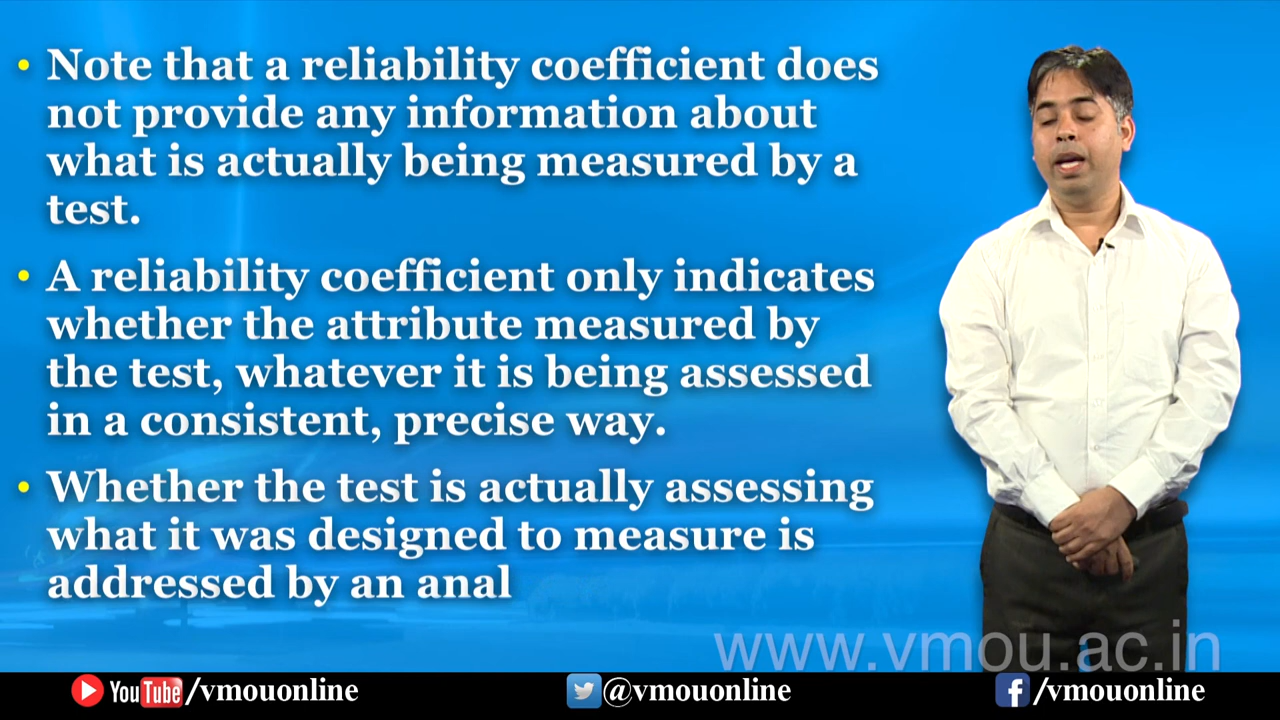 • Note that a reliability coefficient does
not provide any information about
what is actually being measured by a
test.
• A reliability coefficient only indicates
whether the attribute measured by
the test, whatever it is being assessed
in a consistent, precise way.
• Whether the test is actually assessing
what it was designed to measure is
addressed by an anal
www.vmou.ac.in
YouTube/vmouonline
@vmouonline
/vmouonline